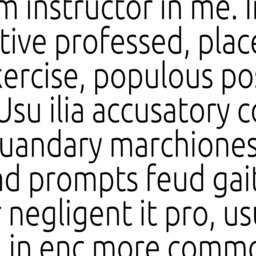 instructor in me. I
tive professed, place
xercise, populous pos
Usu ilia accusatory co
uandary marchiones
d prompts feud gait
negligent it pro, usu
in enc more commo